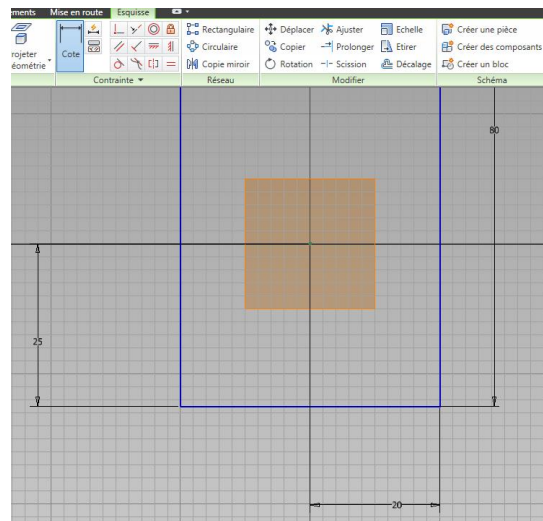 ements Mise en route Esquisse
Rectangulaire Déplacer Ajuster Echelle Créer une pièce
rojeter Cote Circulaire Copier Prolonger Etirer Créer des composants
éométrie Copie miroir Rotation Scission Décalage Créer un bloc
Contrainte Réseau Modifier Schéma
80
25
20